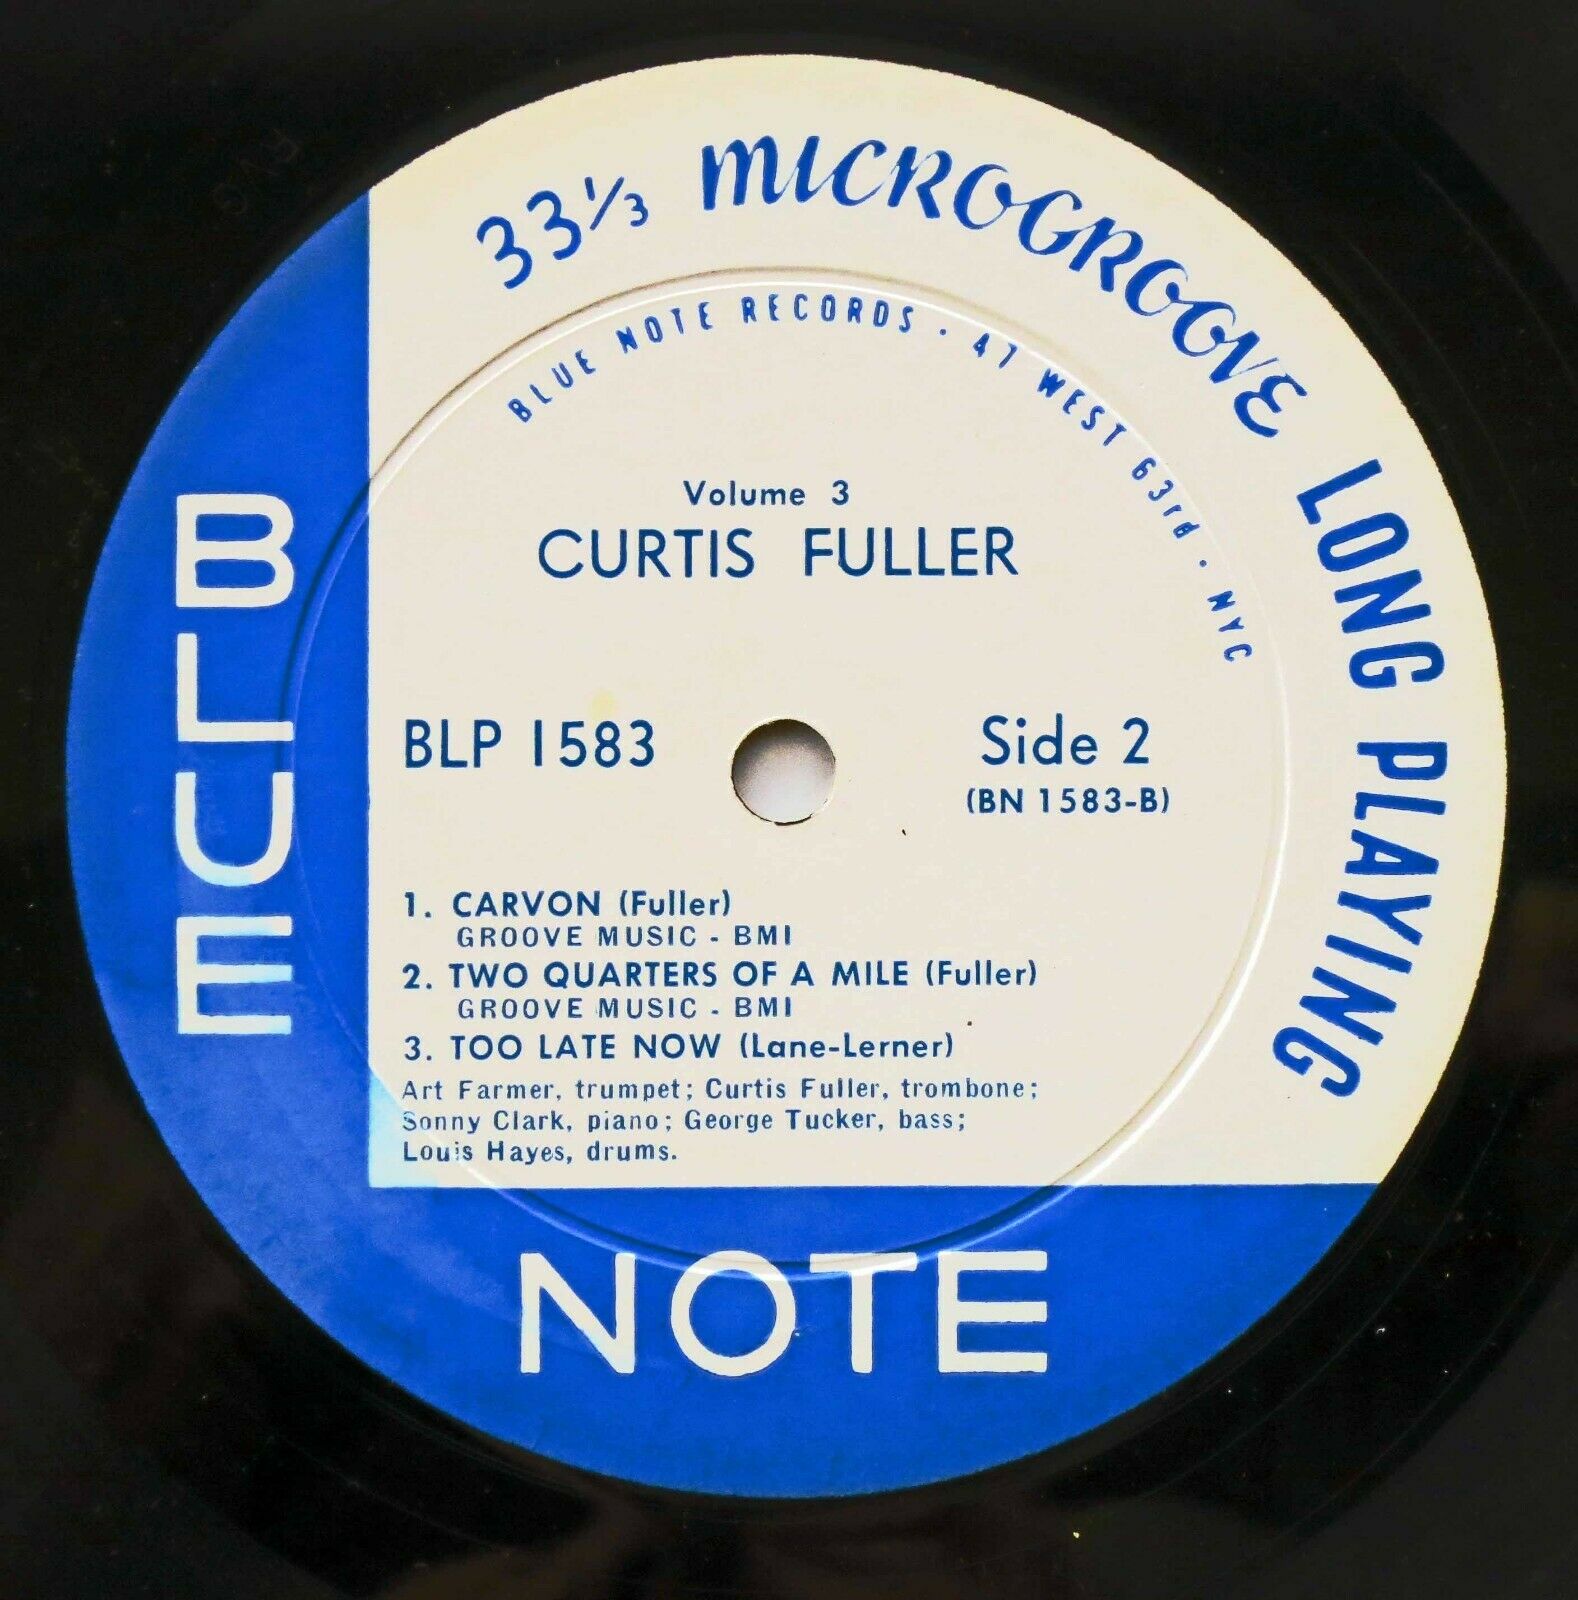 33⅓ MICROGROOVE LONG PLAYING
BLUE NOTE RECORDS · 47 WEST 63rd · NYC
Volume 3
CURTIS FULLER
BLP 1583
Side 2
(BN 1583-B)
1. CARVON (Fuller)
GROOVE MUSIC - BMI
2. TWO QUARTERS OF A MILE (Fuller)
GROOVE MUSIC - BMI
3. TOO LATE NOW (Lane-Lerner)
Art Farmer, trumpet; Curtis Fuller, trombone;
Sonny Clark, piano; George Tucker, bass;
Louis Hayes, drums.
BLUE
NOTE